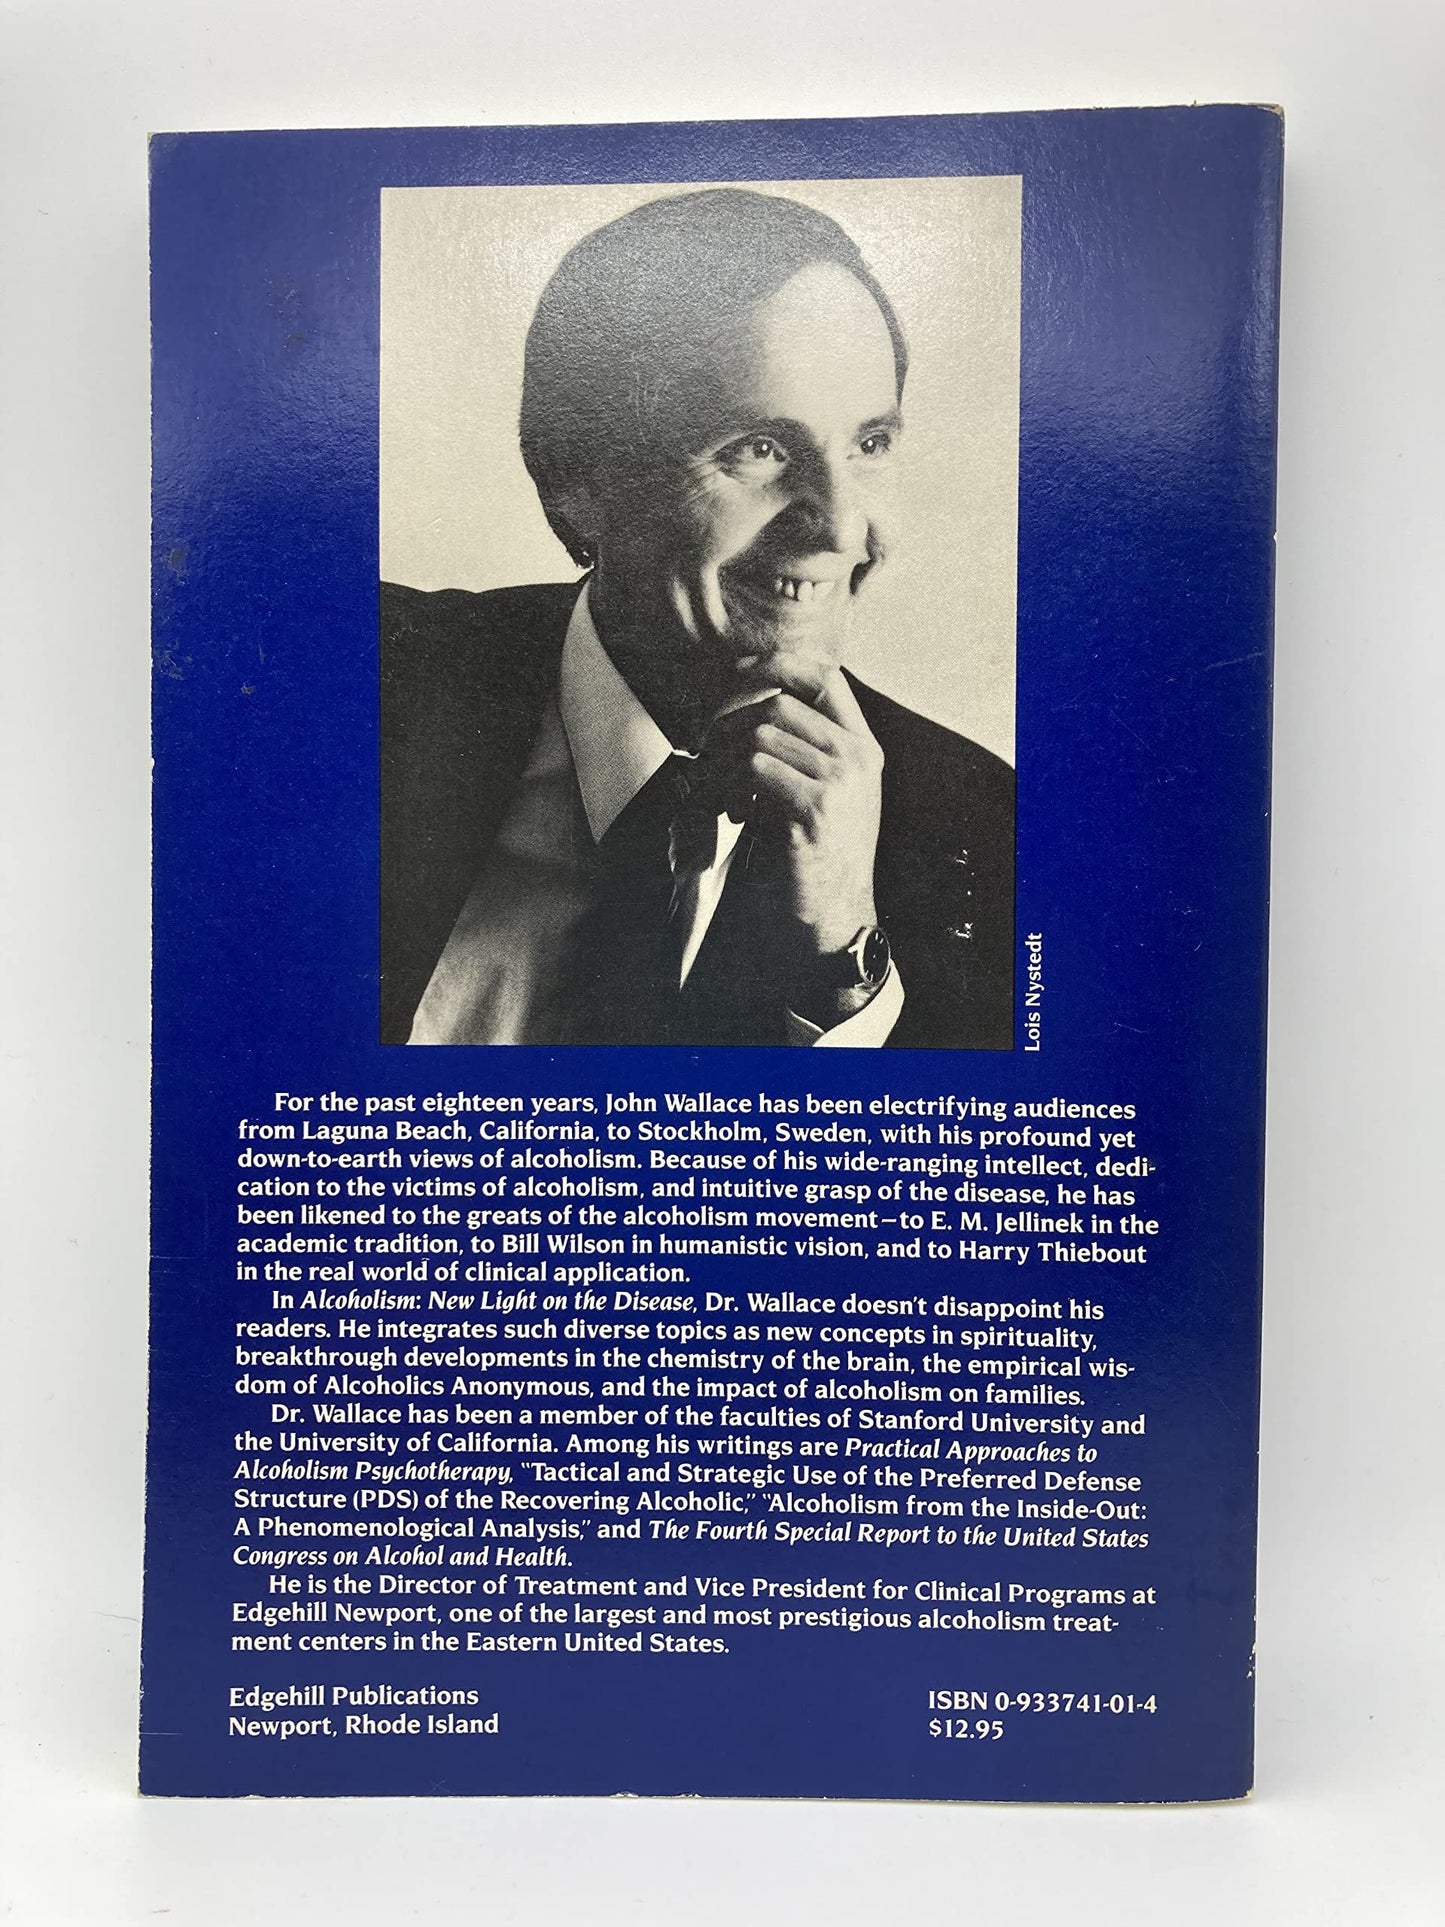 Lois Nystedt
For the past eighteen years, John Wallace has been electrifying audiences
from Laguna Beach, California, to Stockholm, Sweden, with his profound yet
down-to-earth views of alcoholism. Because of his wide-ranging intellect, dedi-
cation to the victims of alcoholism, and intuitive grasp of the disease, he has
been likened to the greats of the alcoholism movement—to E. M. Jellinek in the
academic tradition, to Bill Wilson in humanistic vision, and to Harry Thiebout
in the real world of clinical application.
In Alcoholism: New Light on the Disease, Dr. Wallace doesn't disappoint his
readers. He integrates such diverse topics as new concepts in spirituality,
breakthrough developments in the chemistry of the brain, the empirical wis-
dom of Alcoholics Anonymous, and the impact of alcoholism on families.
Dr. Wallace has been a member of the faculties of Stanford University and
the University of California. Among his writings are Practical Approaches to
Alcoholism Psychotherapy, "Tactical and Strategic Use of the Preferred Defense
Structure (PDS) of the Recovering Alcoholic," "Alcoholism from the Inside-Out:
A Phenomenological Analysis," and The Fourth Special Report to the United States
Congress on Alcohol and Health.
He is the Director of Treatment and Vice President for Clinical Programs at
Edgehill Newport, one of the largest and most prestigious alcoholism treat-
ment centers in the Eastern United States.
Edgehill Publications
Newport, Rhode Island
ISBN 0-933741-01-4
$12.95